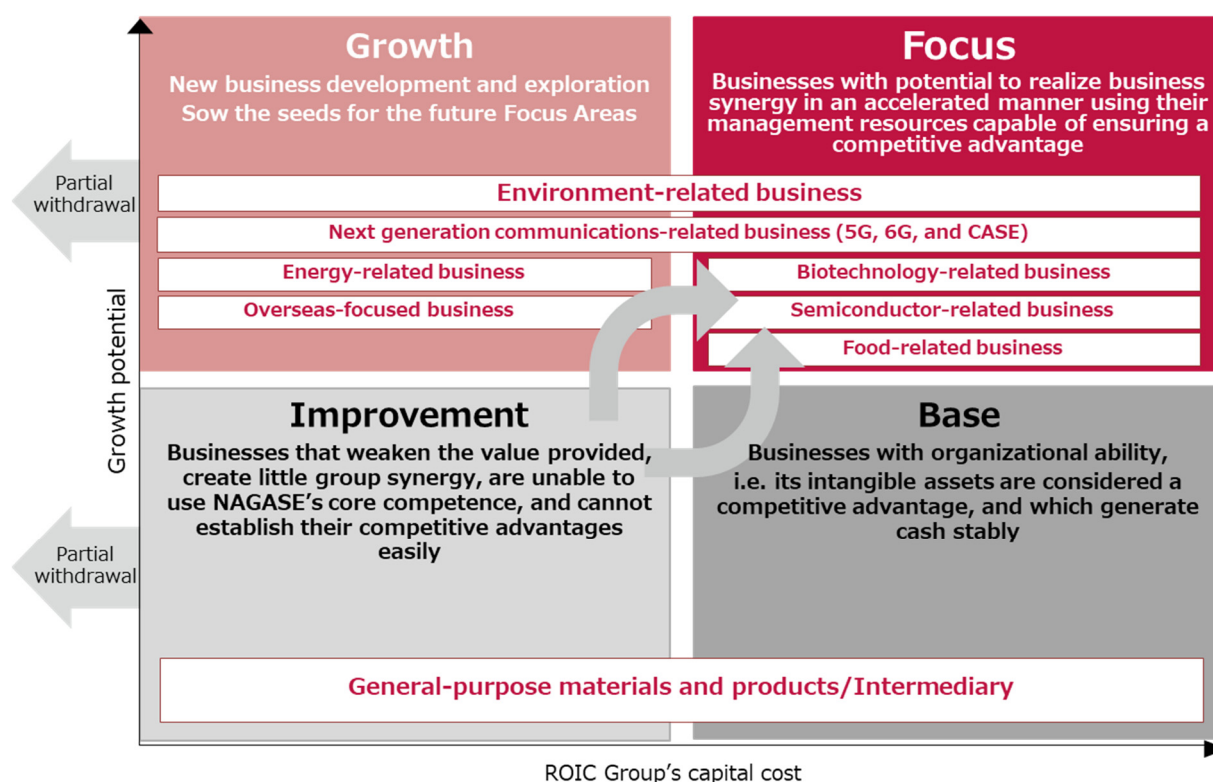 Growth
New business development and exploration
Sow the seeds for the future Focus Areas
Focus
Businesses with potential to realize business
synergy in an accelerated manner using their
management resources capable of ensuring a
competitive advantage
Partial
withdrawal
Environment-related business
Next generation communications-related business (5G, 6G, and CASE)
Energy-related business
Biotechnology-related business
Overseas-focused business
Semiconductor-related business
Food-related business
Growth potential
Improvement
Businesses that weaken the value provided,
create little group synergy, are unable to
use NAGASE’s core competence, and cannot
establish their competitive advantages
easily
Base
Businesses with organizational ability,
i.e. its intangible assets are considered a
competitive advantage, and which generate
cash stably
Partial
withdrawal
General-purpose materials and products/Intermediary
ROIC Group’s capital cost